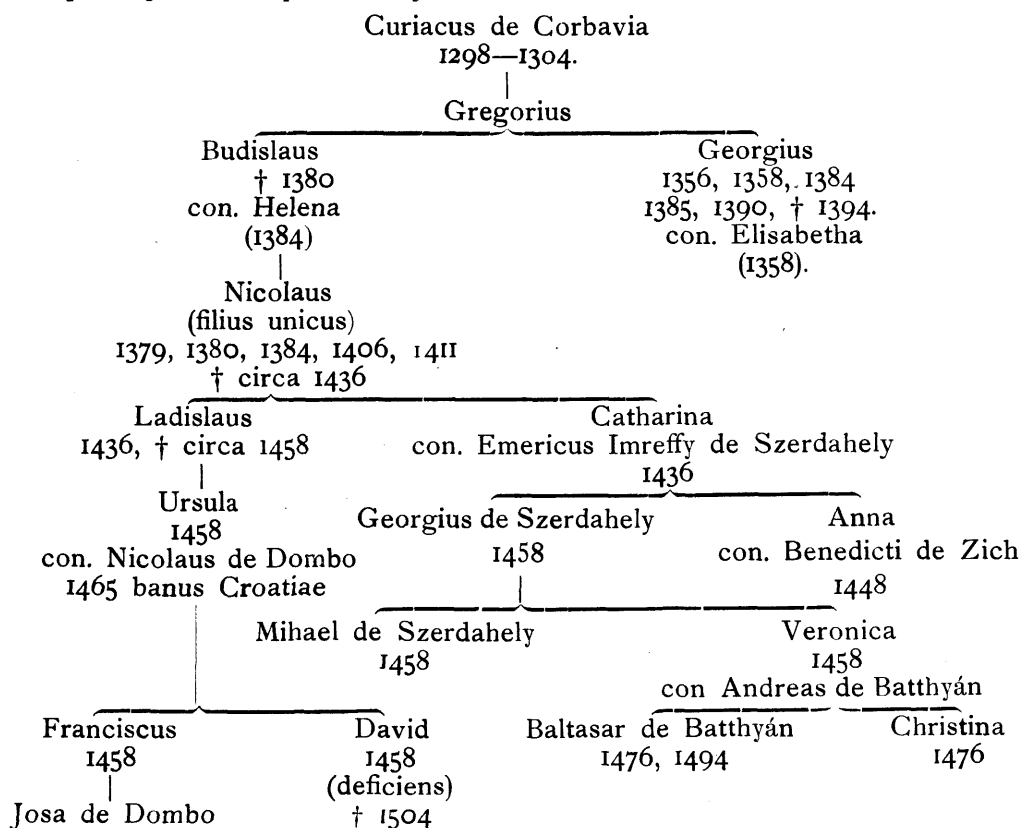 Curiacus de Corbavia
1298—1304.
Gregorius
Budislaus
† 1380
con. Helena
(1384)
Georgius
1356, 1358, 1384
1385, 1390, † 1394.
con. Elisabetha
(1358).
Nicolaus
(filius unicus)
1379, 1380, 1384, 1406, 1411
† circa 1436
Ladislaus
1436, † circa 1458
Catharina
con. Emericus Imreffy de Szerdahely
1436
Ursula
1458
con. Nicolaus de Dombo
1465 banus Croatiae
Georgius de Szerdahely
1458
Anna
con. Benedicti de Zich
1448
Mihael de Szerdahely
1458
Veronica
1458
con Andreas de Batthyán
Franciscus
1458
David
1458
(deficiens)
† 1504
Baltasar de Batthyán
1476, 1494
Christina
1476
Josa de Dombo